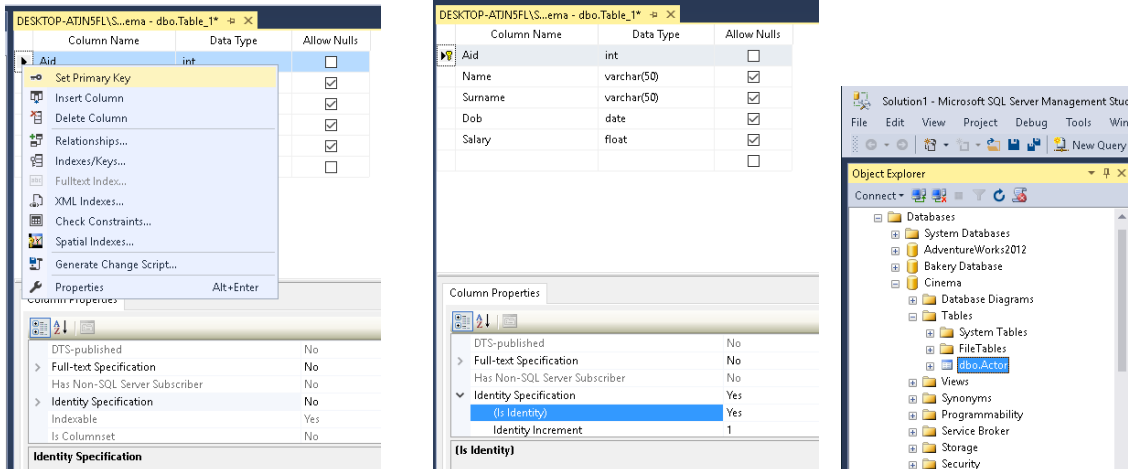 DESKTOP-ATJN5FL\S...ema - dbo.Table_1*
Column Name Data Type Allow Nulls
Aid int
Set Primary Key
Insert Column
Delete Column
Relationships...
Indexes/Keys...
Fulltext Index...
XML Indexes...
Check Constraints...
Spatial Indexes...
Generate Change Script...
Properties Alt+Enter
Column Properties
DTS-published No
Full-text Specification No
Has Non-SQL Server Subscriber No
Identity Specification No
Indexable Yes
Is Columnset No
Identity Specification
DESKTOP-ATJN5FL\S...ema - dbo.Table_1*
Column Name Data Type Allow Nulls
Aid int
Name varchar(50)
Surname varchar(50)
Dob date
Salary float
Column Properties
DTS-published No
Full-text Specification No
Has Non-SQL Server Subscriber No
Identity Specification Yes
(Is Identity) Yes
Identity Increment 1
(Is Identity)
Solution1 - Microsoft SQL Server Management Stud
File Edit View Project Debug Tools Win
New Query
Object Explorer
Connect
Databases
System Databases
AdventureWorks2012
Bakery Database
Cinema
Database Diagrams
Tables
System Tables
FileTables
dbo.Actor
Views
Synonyms
Programmability
Service Broker
Storage
Security